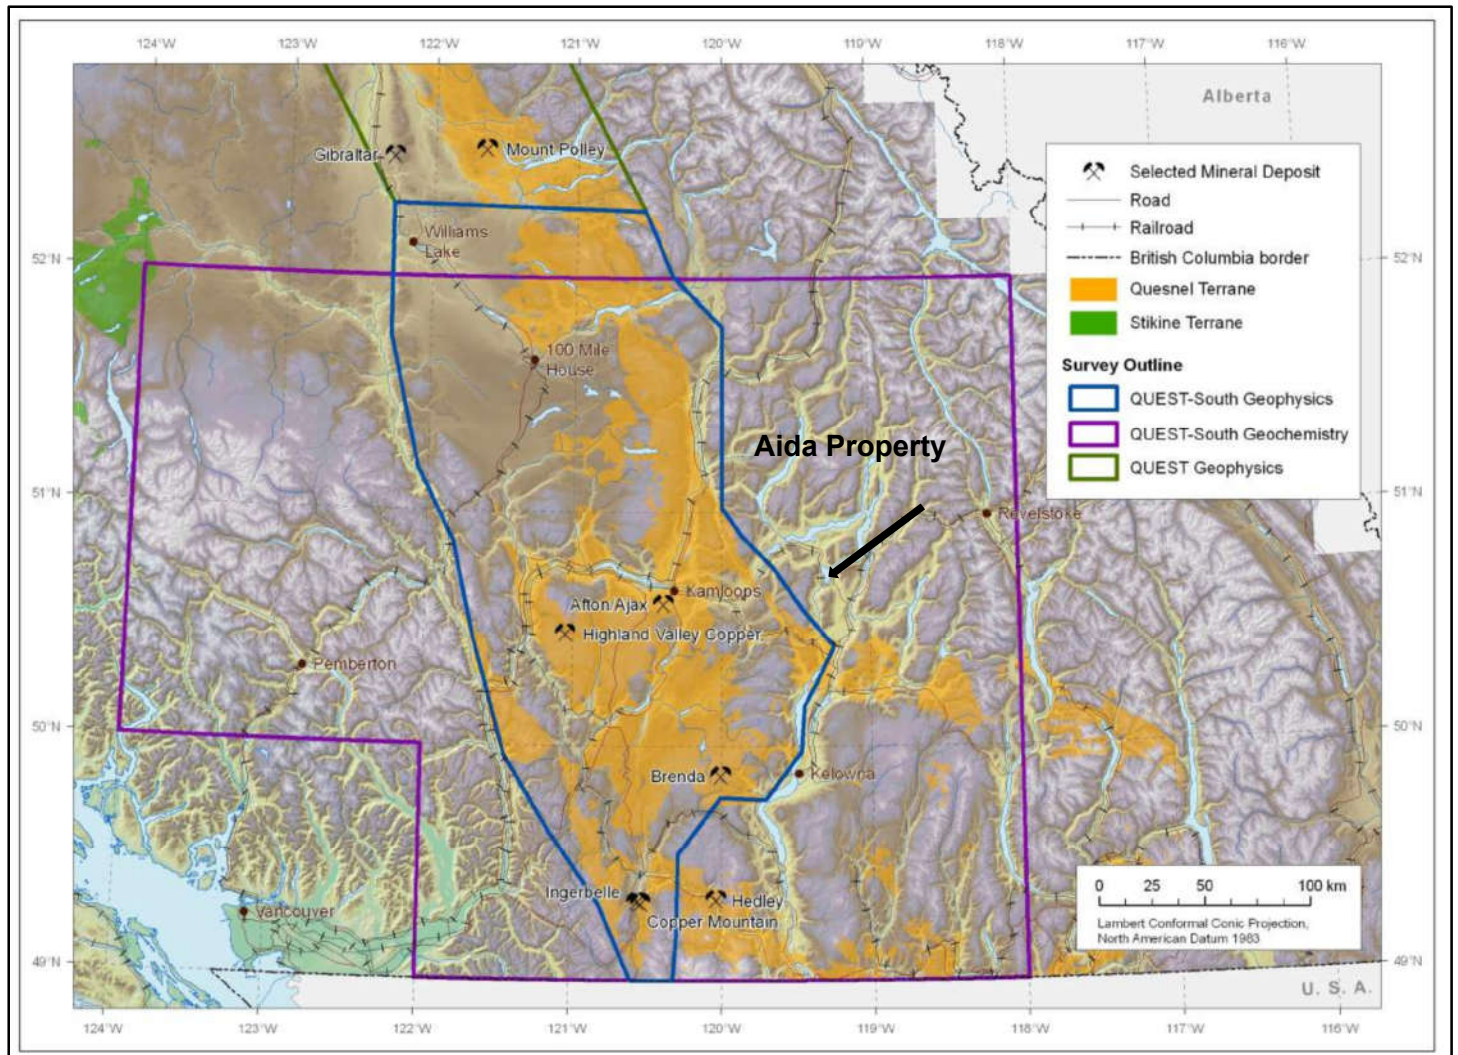 124°W 123°W 122°W 121°W 120°W 119°W 118°W 117°W 116°W
Alberta
Gibraltar
Mount Polley
Selected Mineral Deposit
Road
Railroad
British Columbia border
Quesnel Terrane
Stikine Terrane
Survey Outline
QUEST-South Geophysics
QUEST-South Geochemistry
QUEST Geophysics
Williams
Lake
52°N
52°N
100 Mile
House
Aida Property
51°N
51°N
Revelstoke
Kamloops
Afton/Ajax
Highland Valley Copper
Pemberton
50°N
50°N
Brenda
Kelowna
Ingerbelle
Hedley
Copper Mountain
Vancouver
0 25 50 100 km
Lambert Conformal Conic Projection,
North American Datum 1983
49°N
49°N
U. S. A.
124°W 123°W 122°W 121°W 120°W 119°W 118°W 117°W 116°W